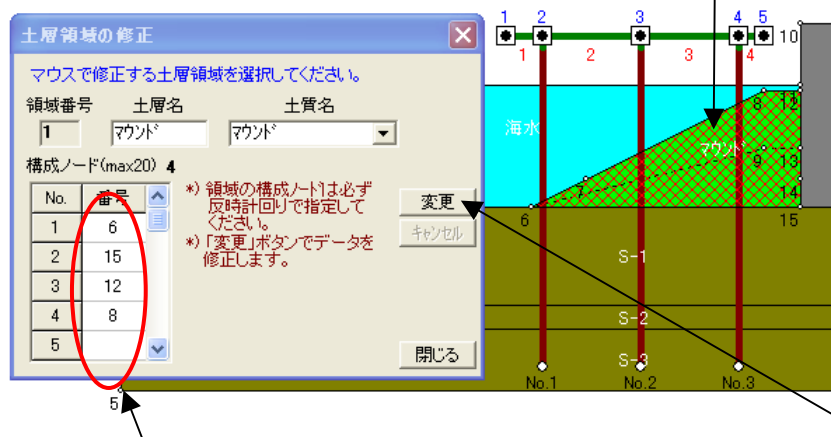 土層領域の修正
マウスで修正する土層領域を選択してください。
領域番号 土層名 土質名
1 マウンド マウンド
構成ノード(max20) 4
No. 番号
1 6
2 15
3 12
4 8
5
*) 領域の構成ノードは必ず
反時計回りで指定して
ください。
*)「変更」ボタンでデータを
修正します。
変更
キャンセル
閉じる
1 2 3 4 5
10
1 2 3 4
8 12
海水
マウンド 9 13
7 14
6 15
S-1
S-2
S-3
No.1 No.2 No.3
5